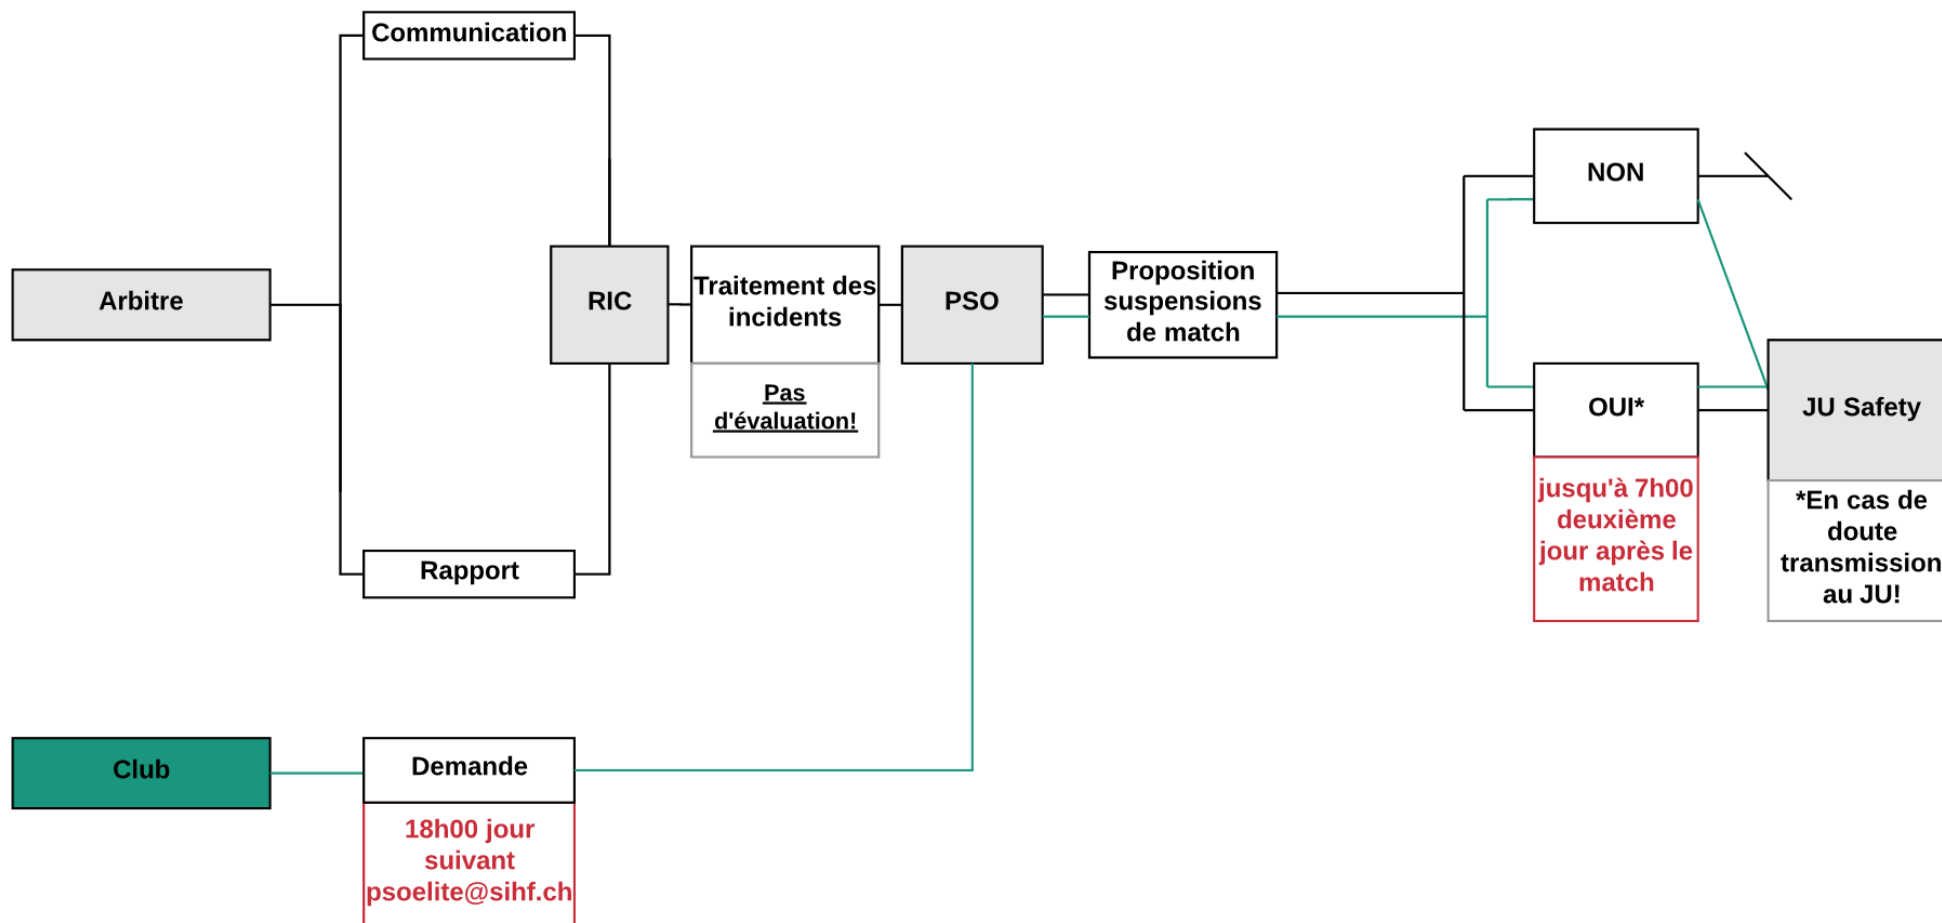 Communication
Arbitre
RIC
Traitement des
incidents
Pas
d'évaluation!
PSO
Proposition
suspensions
de match
NON
OUI*
jusqu'à 7h00
deuxième
jour après le
match
JU Safety
*En cas de
doute
transmission
au JU!
Rapport
Club
Demande
18h00 jour
suivant
psoelite@sihf.ch